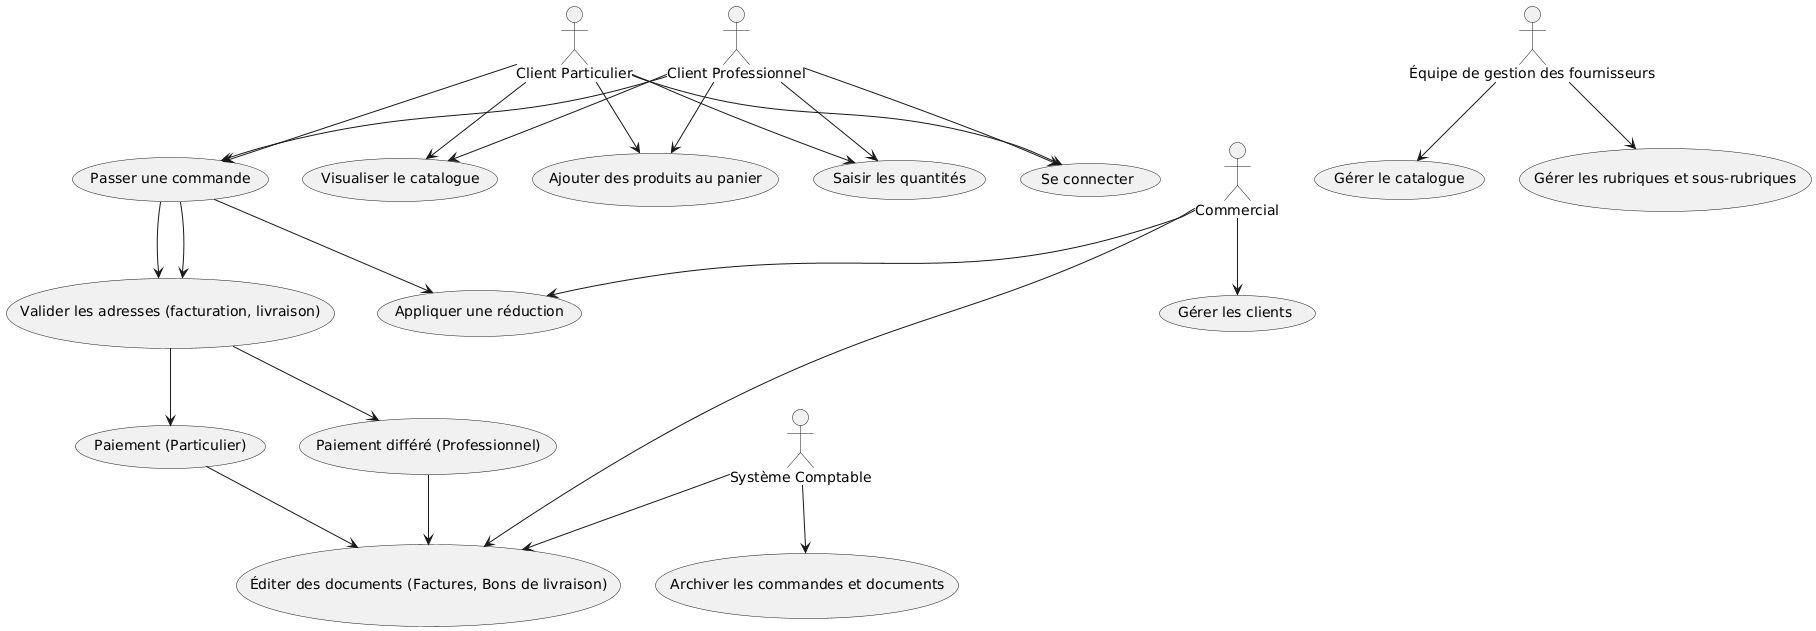 Client Particulier
Client Professionnel
Équipe de gestion des fournisseurs
Passer une commande
Visualiser le catalogue
Ajouter des produits au panier
Saisir les quantités
Se connecter
Gérer le catalogue
Gérer les rubriques et sous-rubriques
Commercial
Valider les adresses (facturation, livraison)
Appliquer une réduction
Gérer les clients
Paiement (Particulier)
Paiement différé (Professionnel)
Système Comptable
Éditer des documents (Factures, Bons de livraison)
Archiver les commandes et documents